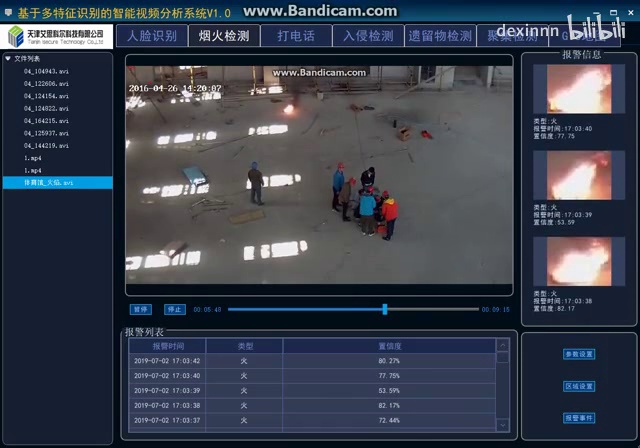 基于多特征识别的智能视频分析系统V1.0
www.Bandicam.com
dexinnn bilibili
天津艾思科尔科技有限公司
Tianjin Isecure Technology Co.,Ltd
人脸识别 烟火检测 打电话 入侵检测 遗留物检测
文件列表
04_104943.avi
04_122606.avi
04_124154.avi
04_124822.avi
04_164215.avi
04_125937.avi
04_144219.avi
1.mp4
1.mp4
体育馆_火焰.avi
www.Bandicam.com
2016-04-26 14:20:07
暂停 停止 00:05:48 00:09:15
报警信息
类型:火
报警时间:17:03:40
置信度:77.75
类型:火
报警时间:17:03:39
置信度:53.59
类型:火
报警时间:17:03:38
置信度:82.17
报警列表
报警时间 类型 置信度
2019-07-02 17:03:42 火 80.27%
2019-07-02 17:03:40 火 77.75%
2019-07-02 17:03:39 火 53.59%
2019-07-02 17:03:38 火 82.17%
2019-07-02 17:03:37 火 72.44%
参数设置
区域设置
报警事件